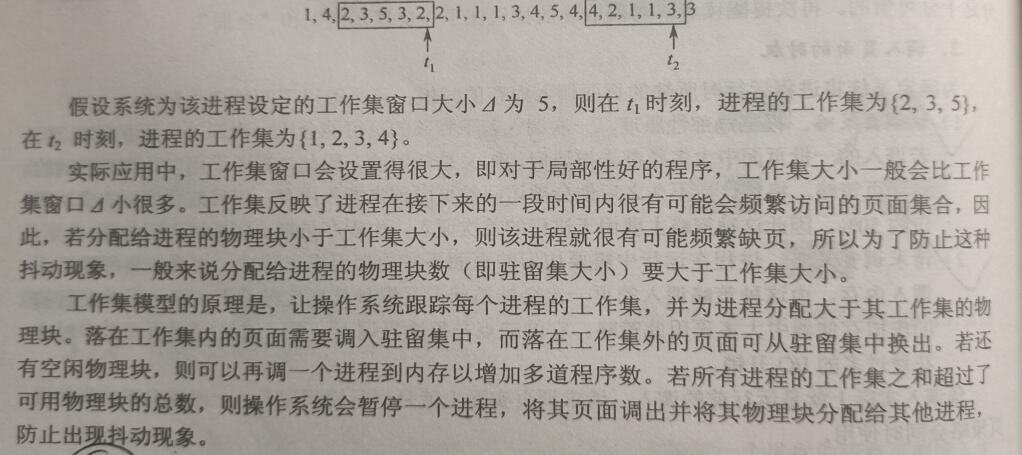 1, 4, 2, 3, 5, 3, 2, 2, 1, 1, 1, 3, 4, 5, 4, 4, 2, 1, 1, 3, 3
t₁ t₂
假设系统为该进程设定的工作集窗口大小Δ为 5，则在 t₁ 时刻，进程的工作集为{2, 3, 5}，
在 t₂ 时刻，进程的工作集为{1, 2, 3, 4}。
实际应用中，工作集窗口会设置得很大，即对于局部性好的程序，工作集大小一般会比工作
集窗口Δ小很多。工作集反映了进程在接下来的一段时间内很有可能会频繁访问的页面集合，因
此，若分配给进程的物理块小于工作集大小，则该进程就很有可能频繁缺页，所以为了防止这种
抖动现象，一般来说分配给进程的物理块数（即驻留集大小）要大于工作集大小。
工作集模型的原理是，让操作系统跟踪每个进程的工作集，并为进程分配大于其工作集的物
理块。落在工作集内的页面需要调入驻留集中，而落在工作集外的页面可从驻留集中换出。若还
有空闲物理块，则可以再调一个进程到内存以增加多道程序数。若所有进程的工作集之和超过了
可用物理块的总数，则操作系统会暂停一个进程，将其页面调出并将其物理块分配给其他进程，
防止出现抖动现象。